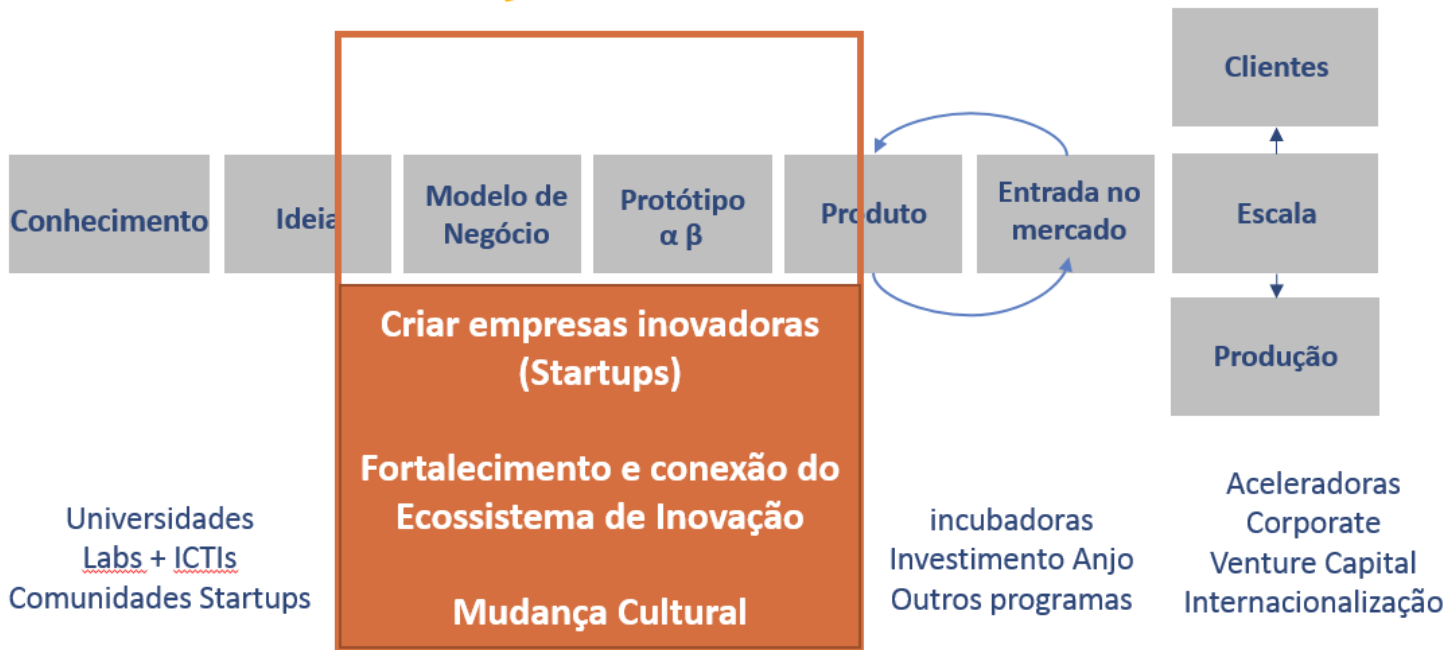 Conhecimento
Ideia
Modelo de
Negócio
Protótipo
α β
Produto
Entrada no
mercado
Clientes
Escala
Produção
Criar empresas inovadoras
(Startups)
Fortalecimento e conexão do
Ecossistema de Inovação
Mudança Cultural
Universidades
Labs + ICTIs
Comunidades Startups
incubadoras
Investimento Anjo
Outros programas
Aceleradoras
Corporate
Venture Capital
Internacionalização